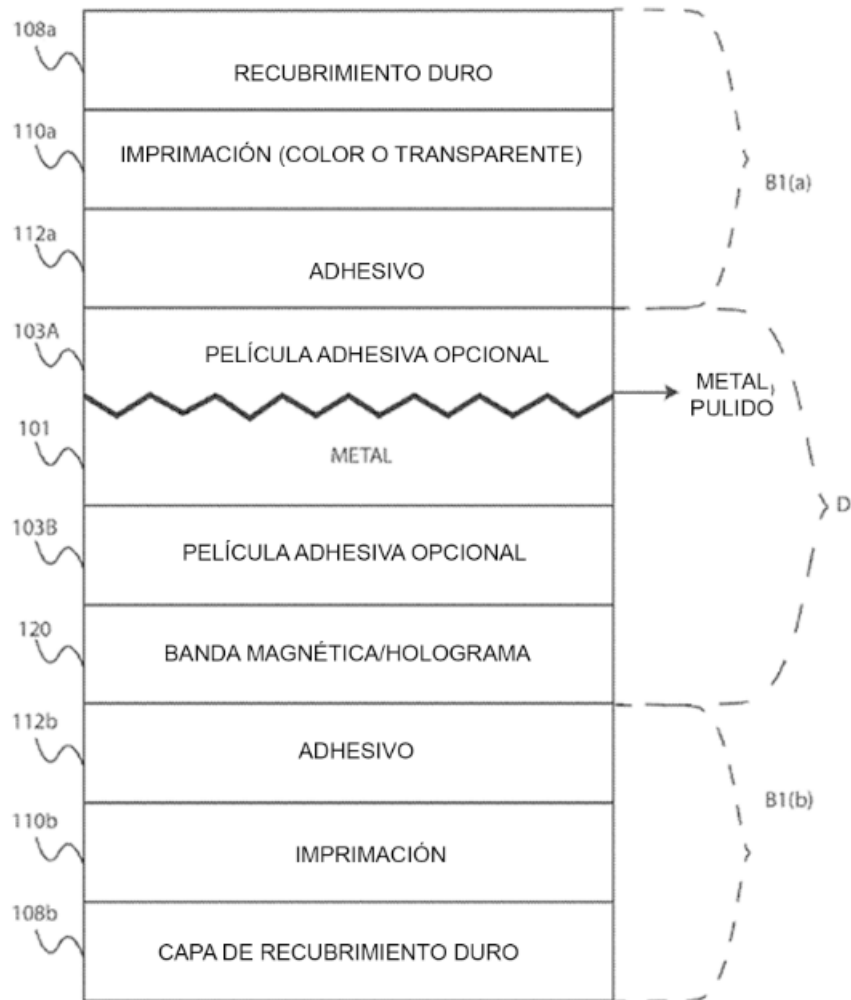 108a
RECUBRIMIENTO DURO
110a
IMPRIMACIÓN (COLOR O TRANSPARENTE)
B1(a)
112a
ADHESIVO
103A
PELÍCULA ADHESIVA OPCIONAL
METAL,
PULIDO
101
METAL
D
103B
PELÍCULA ADHESIVA OPCIONAL
120
BANDA MAGNÉTICA/HOLOGRAMA
112b
ADHESIVO
B1(b)
110b
IMPRIMACIÓN
108b
CAPA DE RECUBRIMIENTO DURO